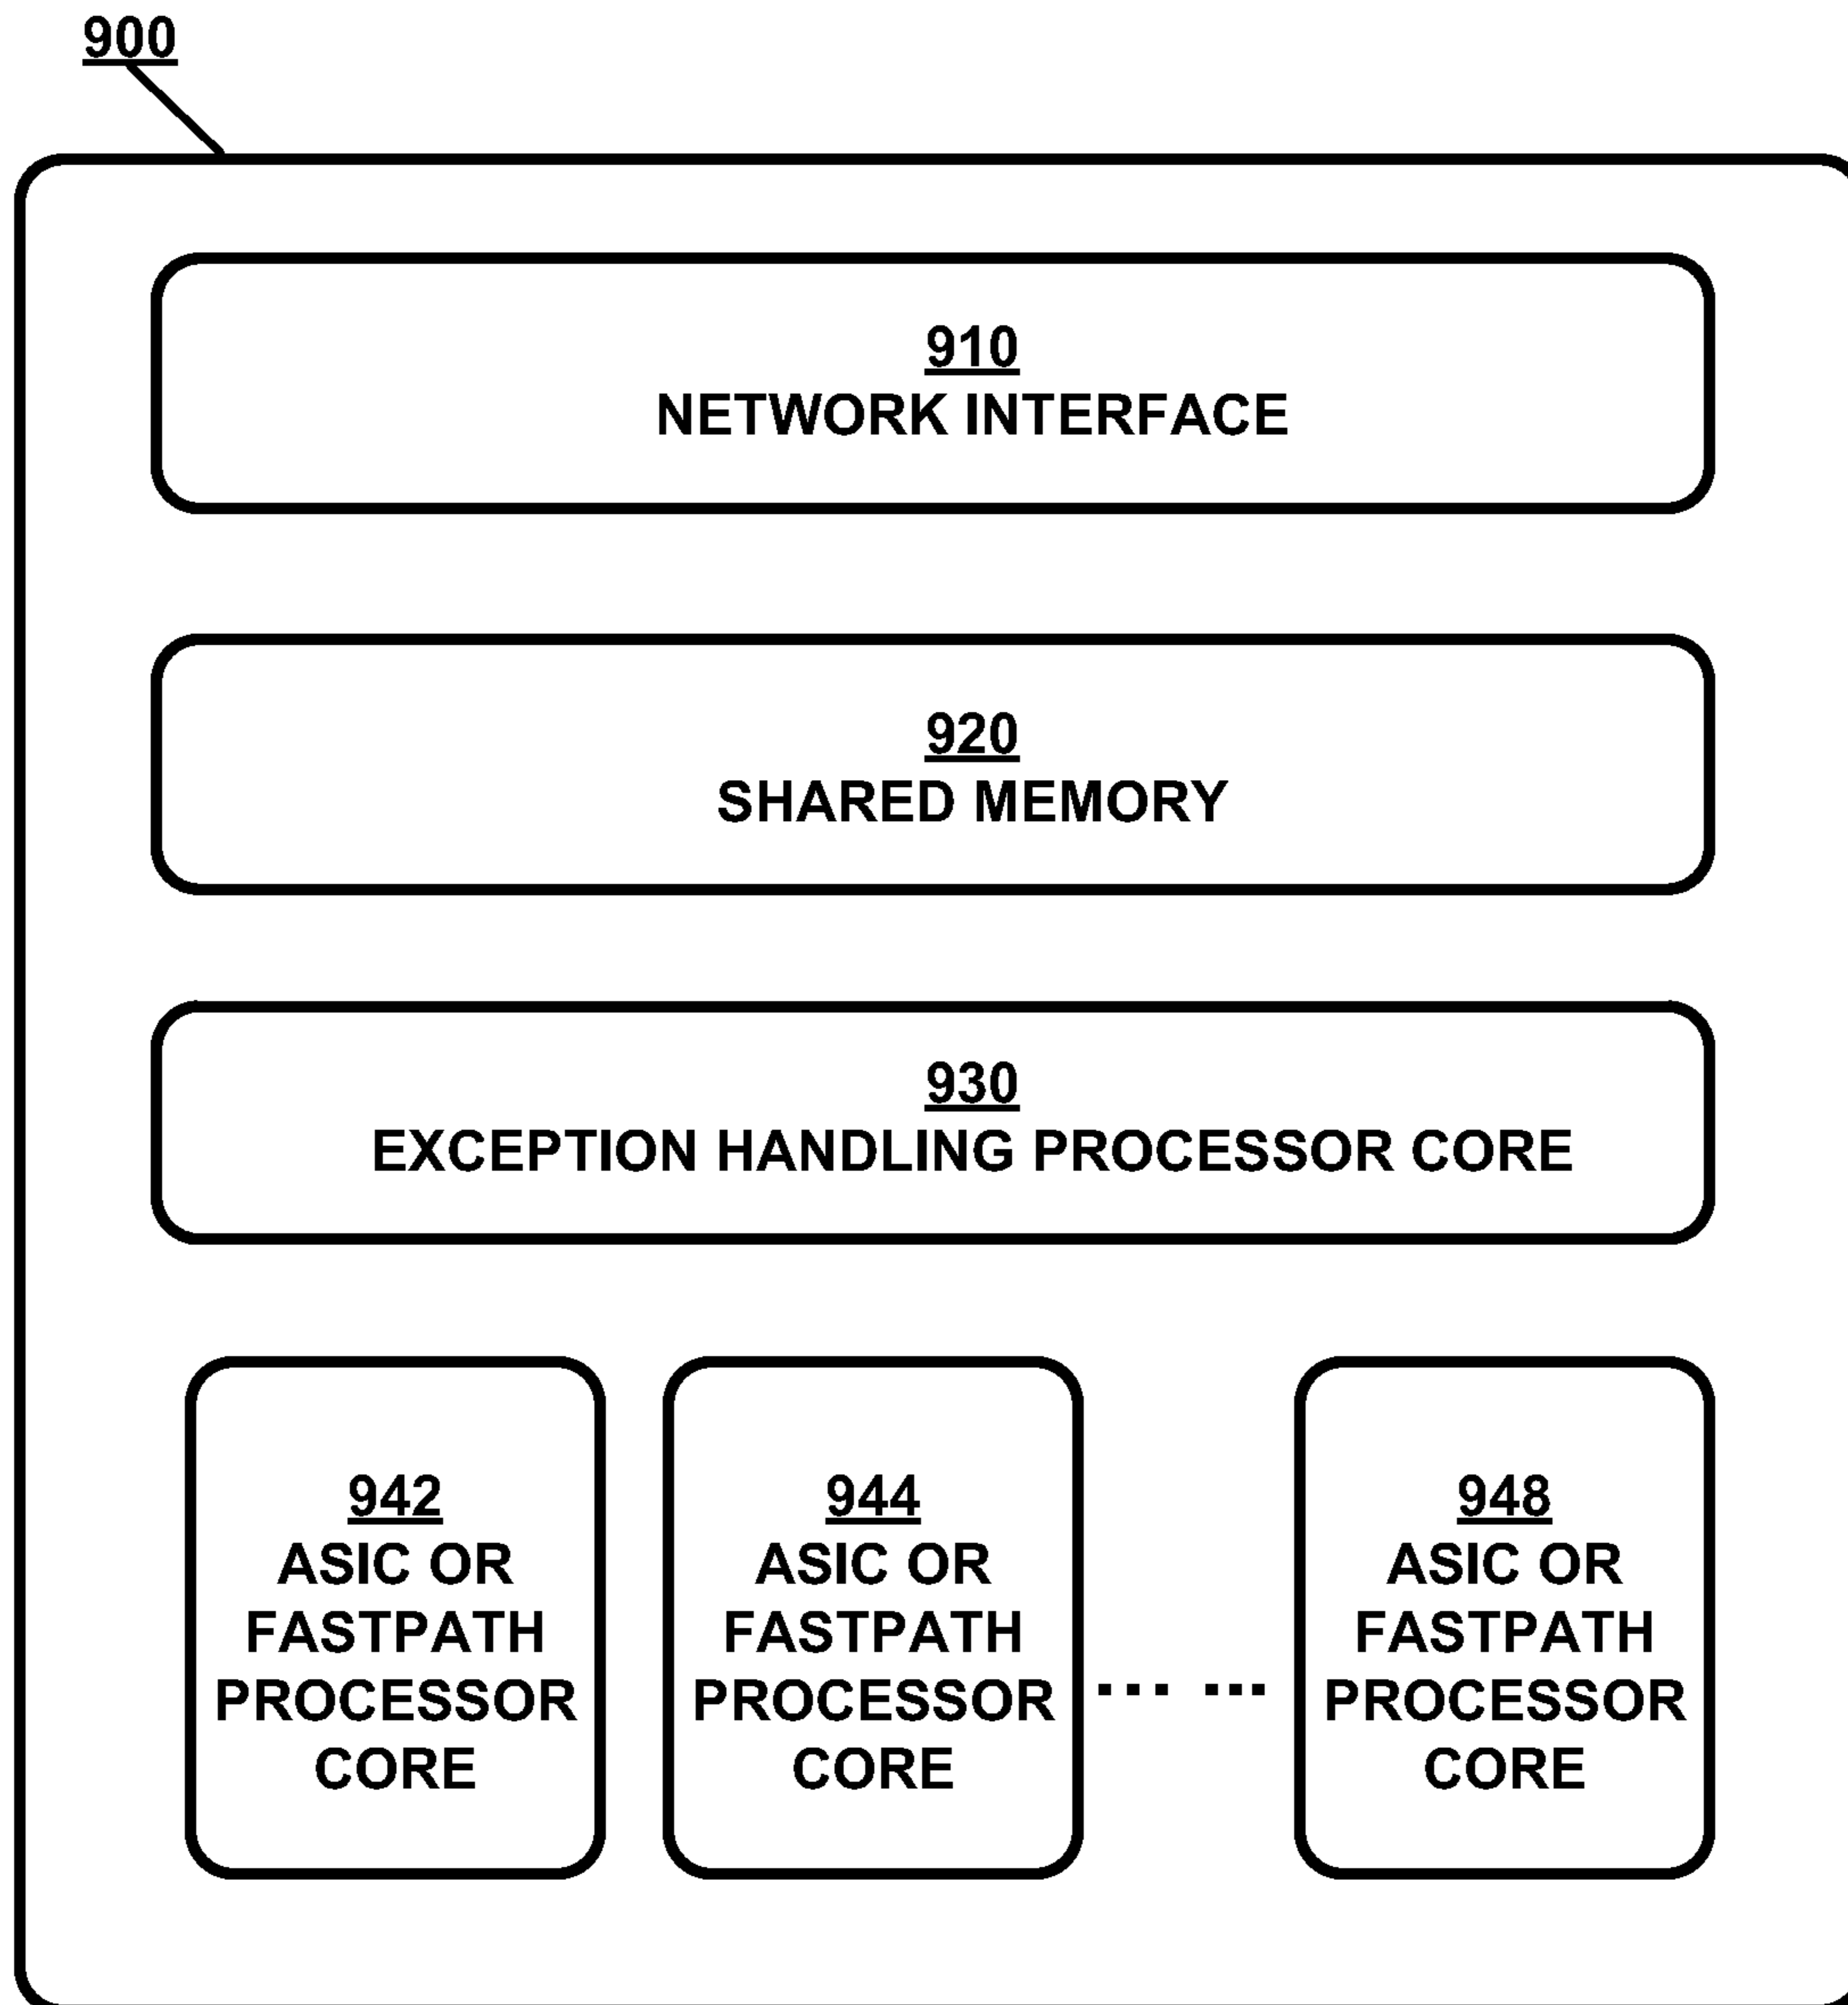 900
910
NETWORK INTERFACE
920
SHARED MEMORY
930
EXCEPTION HANDLING PROCESSOR CORE
942
ASIC OR
FASTPATH
PROCESSOR
CORE
944
ASIC OR
FASTPATH
PROCESSOR
CORE
... ...
948
ASIC OR
FASTPATH
PROCESSOR
CORE